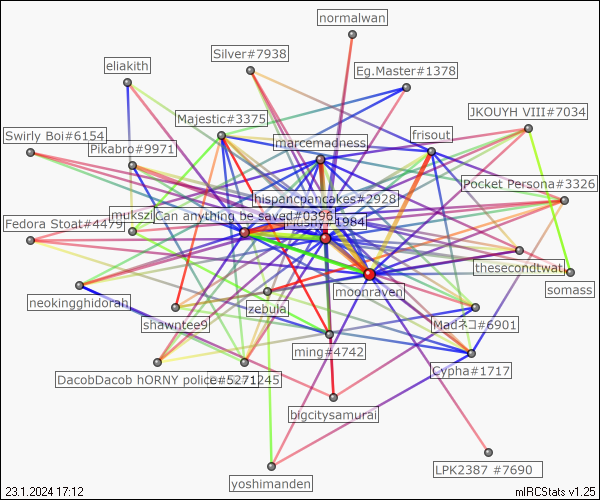 normalwan
Silver#7938
eliakith
Eg.Master#1378
JKOUYH VIII#7034
Majestic#3375
Swirly Boi#6154
marcemadness
frisout
Pikabro#9971
Pocket Persona#3326
hispancpancakes#2928
mukszi
Can anything be saved#0396
#1984
Fedora Stoat#4479
thesecondtwat
somass
moonraven
neokingghidorah
zebula
shawntee9
Madネコ#6901
ming#4742
Cypha#1717
DacobDacob hORNY police#5271245
bigcitysamurai
LPK2387 #7690
yoshimanden
23.1.2024 17:12
mIRCStats v1.25